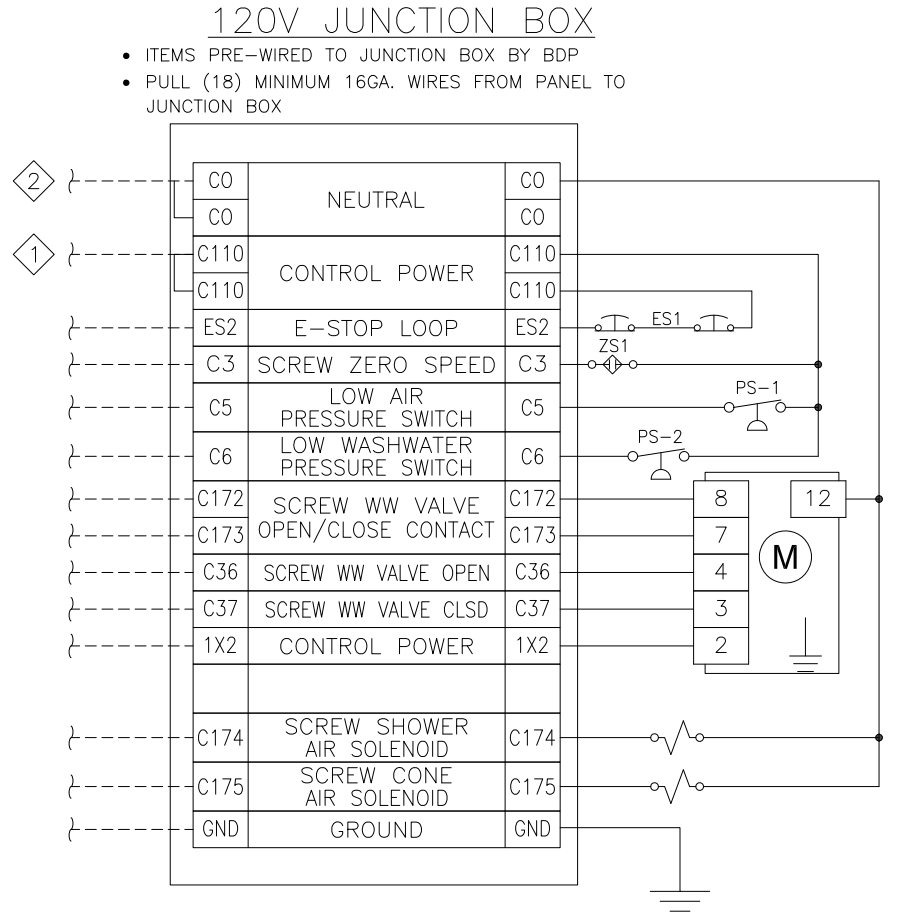 120V JUNCTION BOX
• ITEMS PRE-WIRED TO JUNCTION BOX BY BDP
• PULL (18) MINIMUM 16GA. WIRES FROM PANEL TO
JUNCTION BOX
2 C0 NEUTRAL C0
C0 C0
1 C110 CONTROL POWER C110
C110 C110
ES2 E-STOP LOOP ES2 ES1
C3 SCREW ZERO SPEED C3 ZS1
C5 LOW AIR C5 PS-1
PRESSURE SWITCH
C6 LOW WASHWATER C6 PS-2
PRESSURE SWITCH
C172 SCREW WW VALVE C172 8 12
C173 OPEN/CLOSE CONTACT C173 7 M
C36 SCREW WW VALVE OPEN C36 4
C37 SCREW WW VALVE CLSD C37 3
1X2 CONTROL POWER 1X2 2
C174 SCREW SHOWER C174
AIR SOLENOID
C175 SCREW CONE C175
AIR SOLENOID
GND GROUND GND